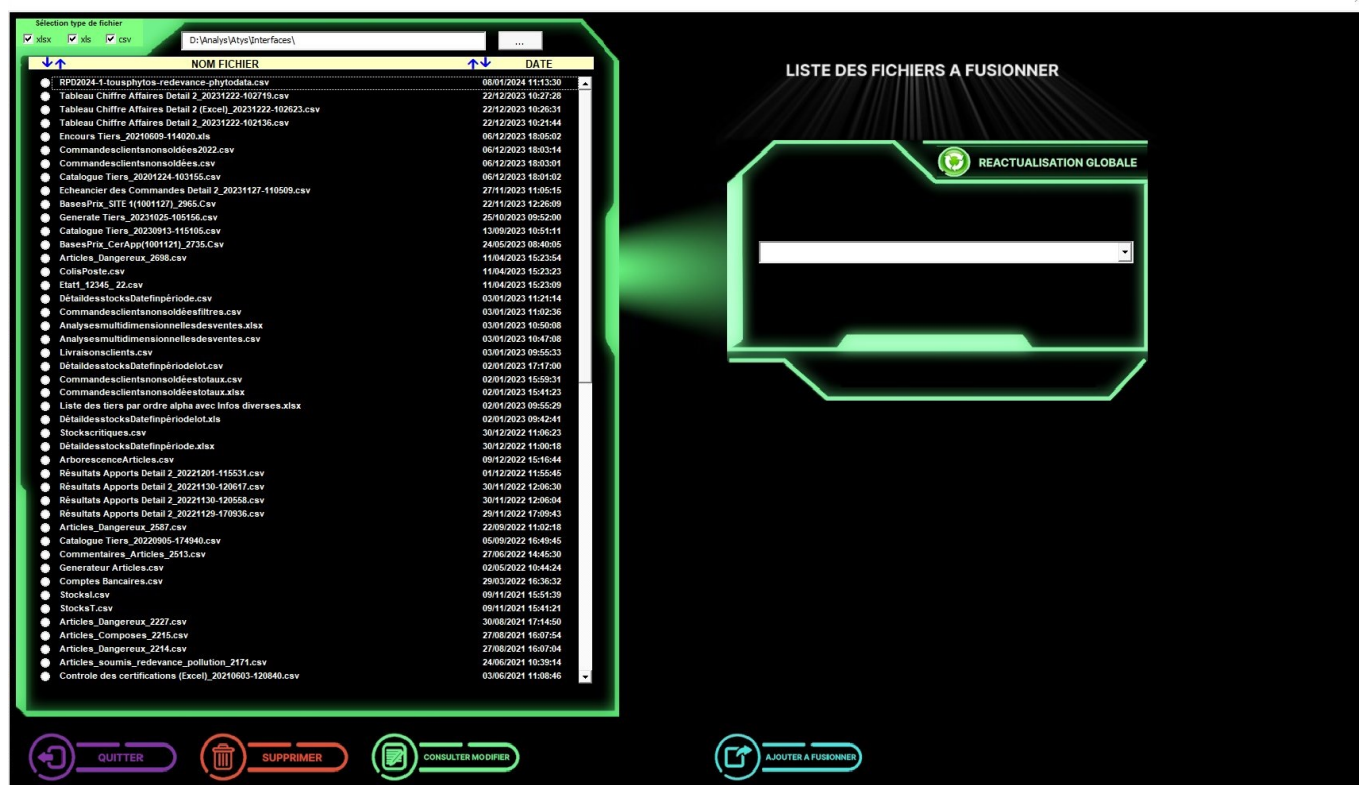 Sélection type de fichier
xlsx xls csv D:\Analys\Atys\Interfaces\ ...
NOM FICHIER DATE
RPD2024-1-tousphytos-redevance-phytodata.csv 08/01/2024 11:13:30
Tableau Chiffre Affaires Detail 2_20231222-102719.csv 22/12/2023 10:27:28
Tableau Chiffre Affaires Detail 2 (Excel)_20231222-102623.csv 22/12/2023 10:26:31
Tableau Chiffre Affaires Detail 2_20231222-102136.csv 22/12/2023 10:21:44
Encours Tiers_20210609-114020.xls 06/12/2023 18:05:02
Commandesclientsnonsoldées2022.csv 06/12/2023 18:03:14
Commandesclientsnonsoldées.csv 06/12/2023 18:03:01
Catalogue Tiers_20201224-103155.csv 06/12/2023 18:01:02
Echeancier des Commandes Detail 2_20231127-110509.csv 27/11/2023 11:05:15
BasesPrix_SITE 1(1001127)_2965.Csv 22/11/2023 12:26:09
Generate Tiers_20231025-105156.csv 25/10/2023 09:52:00
Catalogue Tiers_20230913-115105.csv 13/09/2023 10:51:11
BasesPrix_CerApp(1001121)_2735.Csv 24/05/2023 08:40:05
Articles_Dangereux_2698.csv 11/04/2023 15:23:54
ColisPoste.csv 11/04/2023 15:23:23
Etat1_12345_ 22.csv 11/04/2023 15:23:09
DétaildesstocksDatefinpériode.csv 03/01/2023 11:21:14
Commandesclientsnonsoldéesfiltres.csv 03/01/2023 11:02:36
Analysesmultidimensionnellesdesventes.xlsx 03/01/2023 10:50:08
Analysesmultidimensionnellesdesventes.csv 03/01/2023 10:47:08
Livraisonsclients.csv 03/01/2023 09:55:33
DétaildesstocksDatefinpériodelot.csv 02/01/2023 17:17:00
Commandesclientsnonsoldéestotaux.csv 02/01/2023 15:59:31
Commandesclientsnonsoldéestotaux.xlsx 02/01/2023 15:41:23
Liste des tiers par ordre alpha avec Infos diverses.xlsx 02/01/2023 09:55:29
DétaildesstocksDatefinpériodelot.xls 02/01/2023 09:42:41
Stockscritiques.csv 30/12/2022 11:06:23
DétaildesstocksDatefinpériode.xlsx 30/12/2022 11:00:18
ArborescenceArticles.csv 09/12/2022 15:16:44
Résultats Apports Detail 2_20221201-115531.csv 01/12/2022 11:55:45
Résultats Apports Detail 2_20221130-120617.csv 30/11/2022 12:06:30
Résultats Apports Detail 2_20221130-120558.csv 30/11/2022 12:06:04
Résultats Apports Detail 2_20221129-170936.csv 29/11/2022 17:09:43
Articles_Dangereux_2587.csv 22/09/2022 11:02:18
Catalogue Tiers_20220905-174940.csv 05/09/2022 16:49:45
Commentaires_Articles_2513.csv 27/06/2022 14:45:30
Generateur Articles.csv 02/05/2022 10:44:24
Comptes Bancaires.csv 29/03/2022 16:36:32
StocksI.csv 09/11/2021 15:51:39
StocksT.csv 09/11/2021 15:41:21
Articles_Dangereux_2227.csv 30/08/2021 17:14:50
Articles_Composes_2215.csv 27/08/2021 16:07:54
Articles_Dangereux_2214.csv 27/08/2021 16:07:04
Articles_soumis_redevance_pollution_2171.csv 24/06/2021 10:39:14
Controle des certifications (Excel)_20210603-120840.csv 03/06/2021 11:08:46
LISTE DES FICHIERS A FUSIONNER
REACTUALISATION GLOBALE
QUITTER SUPPRIMER CONSULTER MODIFIER AJOUTER A FUSIONNER